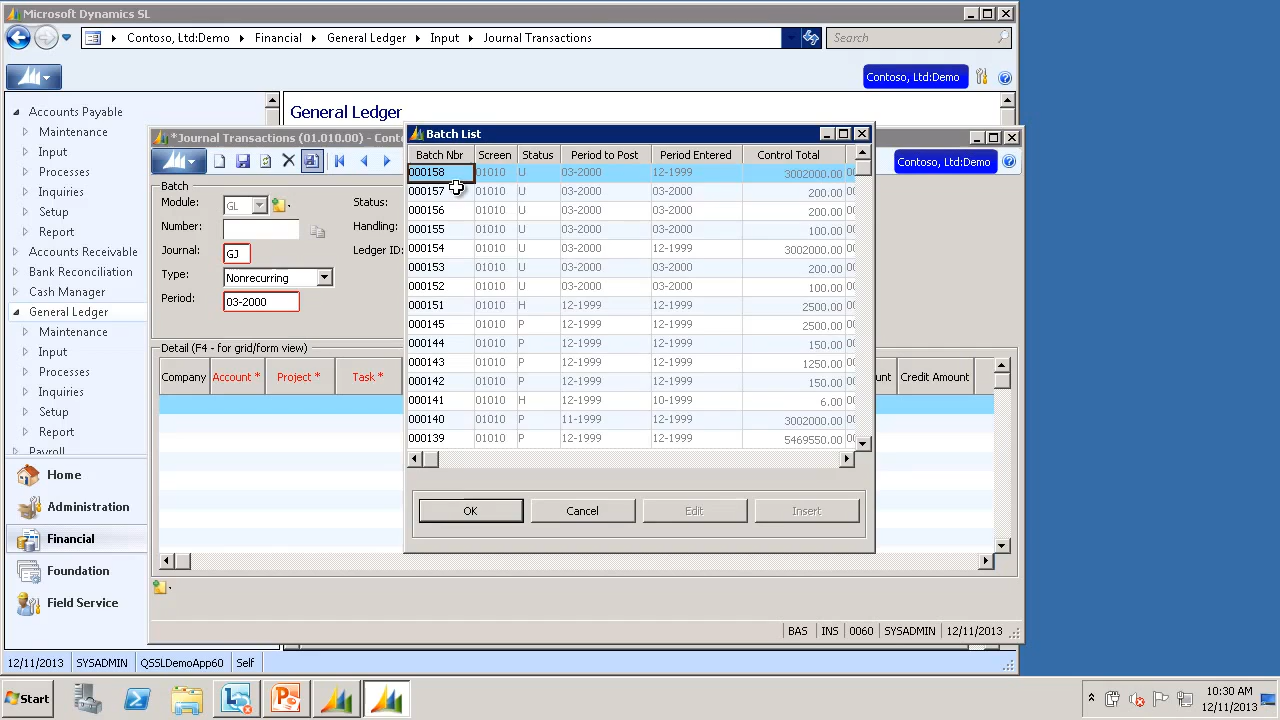 Microsoft Dynamics SL
Contoso, Ltd:Demo
Financial
General Ledger
Input
Journal Transactions
Search
Contoso, Ltd:Demo
Accounts Payable
Maintenance
Input
Processes
Inquiries
Setup
Report
Accounts Receivable
Bank Reconciliation
Cash Manager
General Ledger
Maintenance
Input
Processes
Inquiries
Setup
Report
Payroll
Home
Administration
Financial
Foundation
Field Service
General Ledger
*Journal Transactions (01.010.00) - Conto
Contoso, Ltd:Demo
Batch
Module: GL
Status:
Number:
Handling:
Journal: GJ
Ledger ID:
Type: Nonrecurring
Period: 03-2000
Detail (F4 - for grid/form view)
Company Account * Project * Task * Credit Amount
Batch List
Batch Nbr Screen Status Period to Post Period Entered Control Total
000158 01010 U 03-2000 12-1999 3002000.00
000157 01010 U 03-2000 03-2000 200.00
000156 01010 U 03-2000 03-2000 200.00
000155 01010 U 03-2000 03-2000 100.00
000154 01010 U 03-2000 12-1999 3002000.00
000153 01010 U 03-2000 03-2000 200.00
000152 01010 U 03-2000 03-2000 100.00
000151 01010 H 12-1999 12-1999 2500.00
000145 01010 P 12-1999 12-1999 2500.00
000144 01010 P 12-1999 12-1999 150.00
000143 01010 P 12-1999 12-1999 1250.00
000142 01010 P 12-1999 12-1999 150.00
000141 01010 H 12-1999 10-1999 6.00
000140 01010 P 11-1999 12-1999 3002000.00
000139 01010 P 12-1999 12-1999 5469550.00
OK Cancel Edit Insert
BAS INS 0060 SYSADMIN 12/11/2013
12/11/2013 SYSADMIN QSSLDemoApp60 Self
Start
10:30 AM
12/11/2013